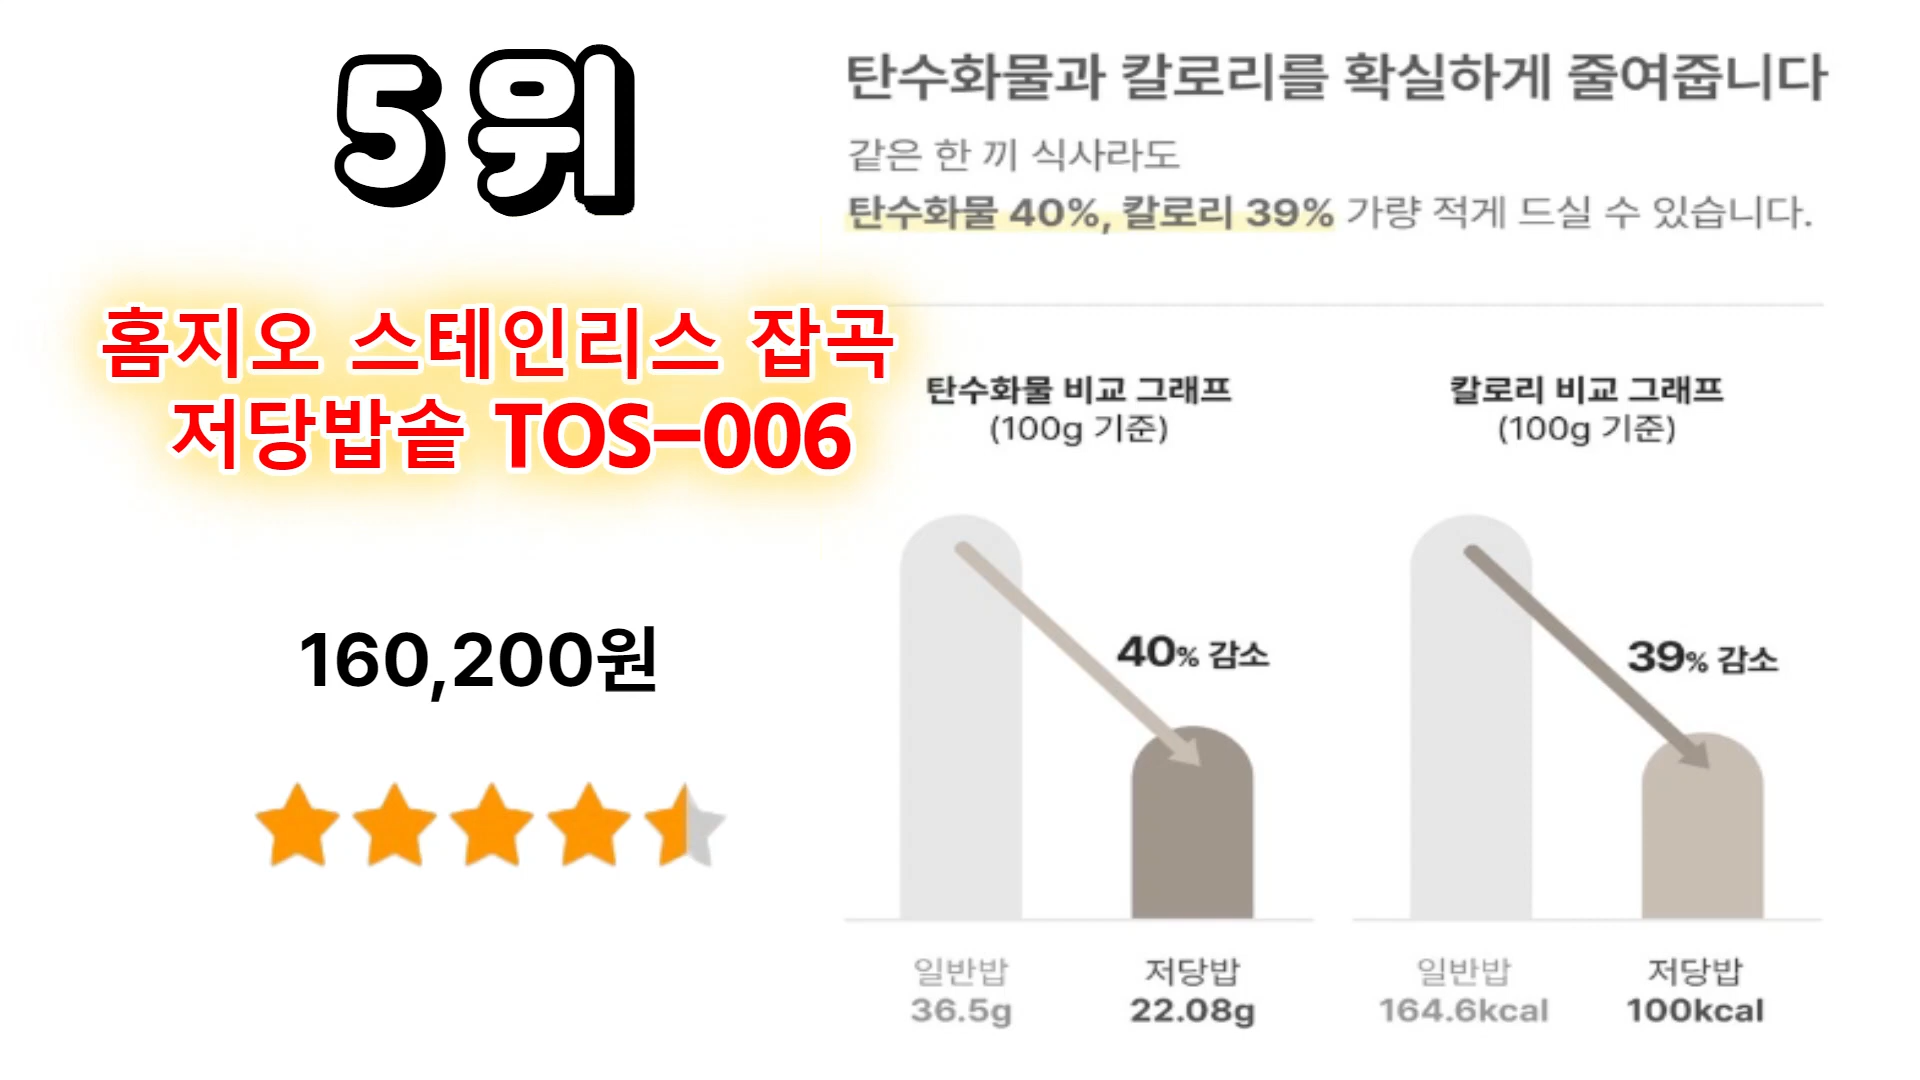 5위
홈지오 스테인리스 잡곡
저당밥솥 TOS-006
160,200원
탄수화물과 칼로리를 확실하게 줄여줍니다
같은 한 끼 식사라도
탄수화물 40%, 칼로리 39% 가량 적게 드실 수 있습니다.
탄수화물 비교 그래프
(100g 기준)
40% 감소
일반밥
36.5g
저당밥
22.08g
칼로리 비교 그래프
(100g 기준)
39% 감소
일반밥
164.6kcal
저당밥
100kcal